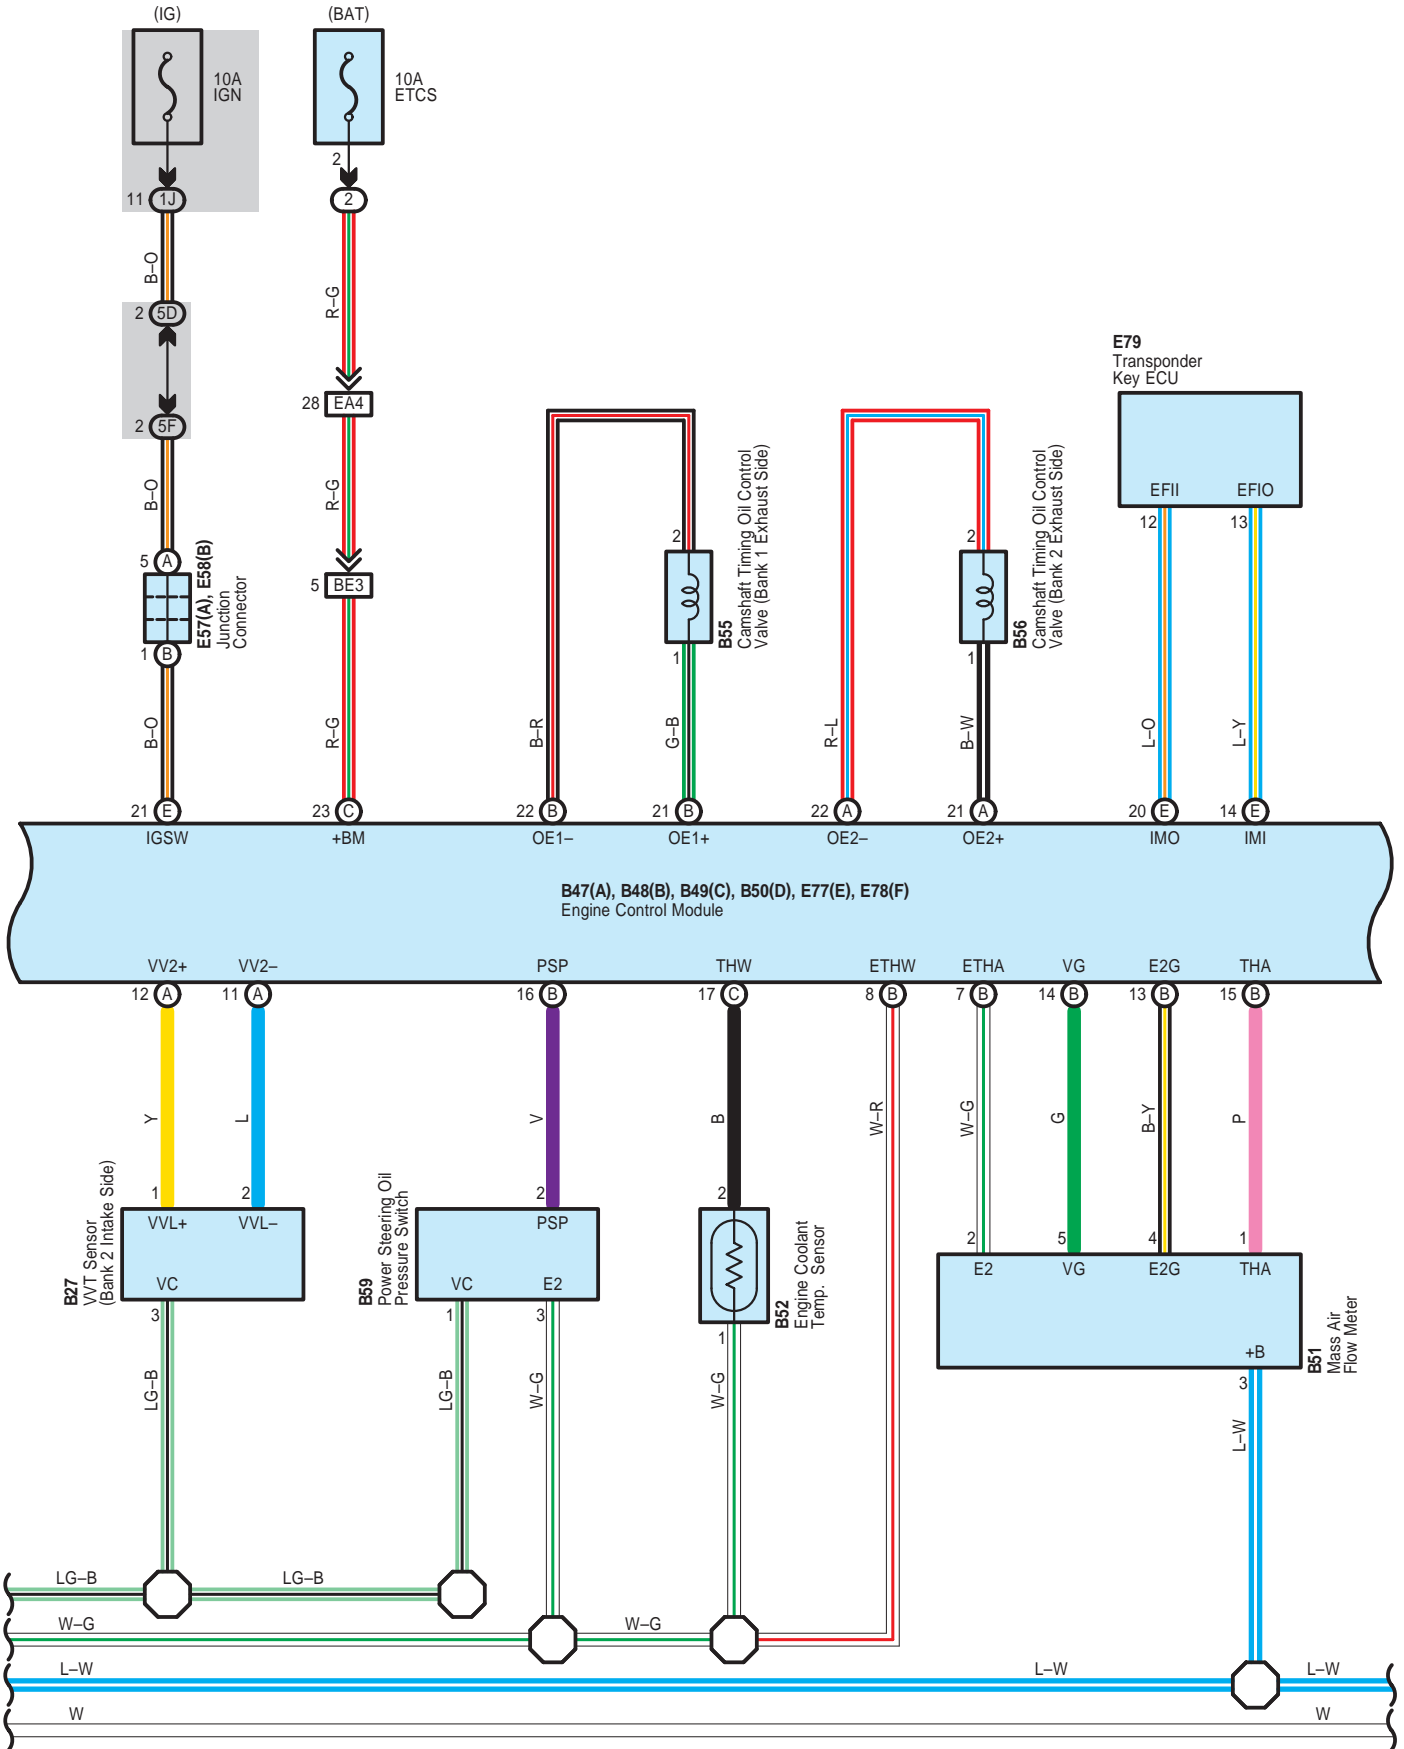 (IG)
(BAT)
10A
IGN
10A
ETCS
2
11
1J
2
B–O
R–G
2
5D
E79
Transponder
Key ECU
28
EA4
2
5F
B–O
R–G
EFII
EFIO
12
13
2
2
5
A
5
BE3
E57(A), E58(B)
Junction
Connector
B55
Camshaft Timing Oil Control
Valve (Bank 1 Exhaust Side)
B56
Camshaft Timing Oil Control
Valve (Bank 2 Exhaust Side)
1
B
1
1
B–O
R–G
B–R
G–B
R–L
B–W
L–O
L–Y
21
E
23
C
22
B
21
B
22
A
21
A
20
E
14
E
IGSW
+BM
OE1–
OE1+
OE2–
OE2+
IMO
IMI
B47(A), B48(B), B49(C), B50(D), E77(E), E78(F)
Engine Control Module
VV2+
VV2–
PSP
THW
ETHW
ETHA
VG
E2G
THA
12
A
11
A
16
B
17
C
8
B
7
B
14
B
13
B
15
B
Y
L
V
B
W–R
W–G
G
B–Y
P
1
2
2
2
VVL+
VVL–
PSP
B27
VVT Sensor
(Bank 2 Intake Side)
B59
Power Steering Oil
Pressure Switch
B52
Engine Coolant
Temp. Sensor
2
5
4
1
E2
VG
E2G
THA
VC
VC
E2
3
1
3
1
+B
B51
Mass Air
Flow Meter
3
LG–B
LG–B
W–G
W–G
L–W
LG–B
LG–B
W–G
W–G
L–W
L–W
L–W
W
W